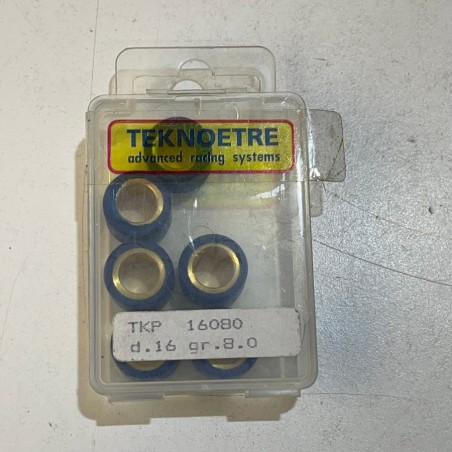 TEKNOETRE
advanced racing systems
TKP 16080
d.16 gr.8.0